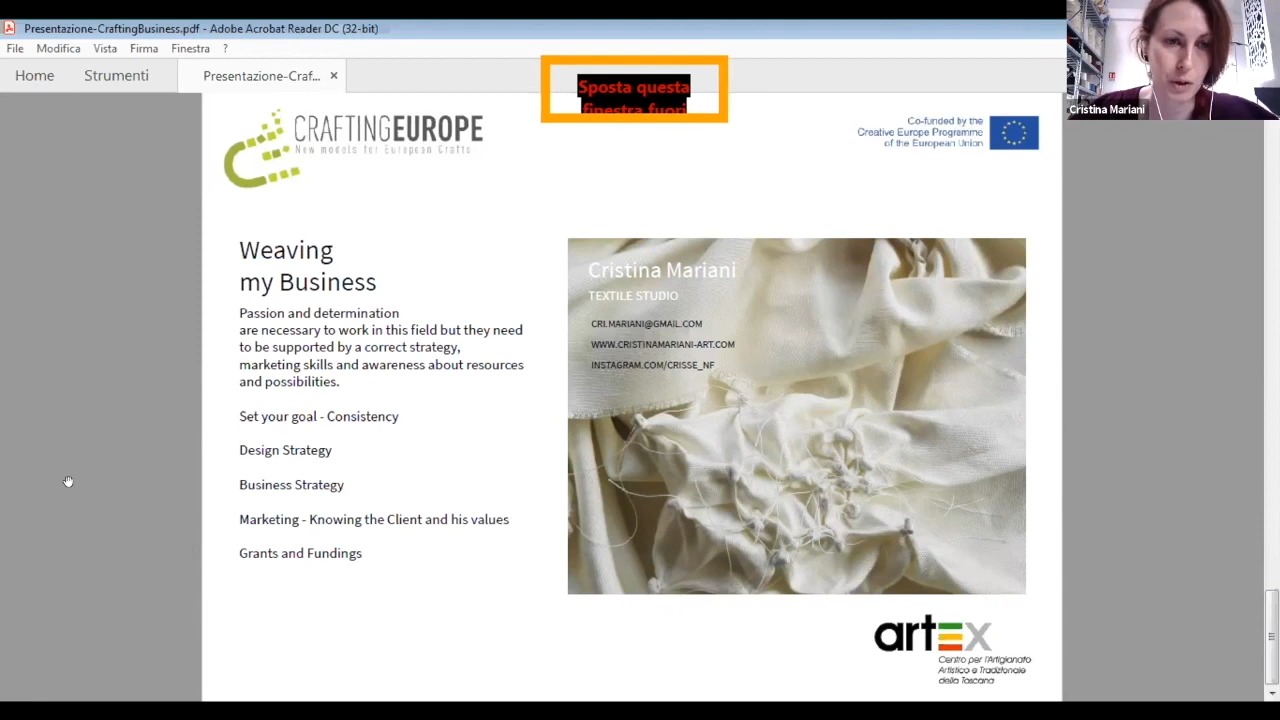 Presentazione-CraftingBusiness.pdf - Adobe Acrobat Reader DC (32-bit)
File Modifica Vista Firma Finestra ?
Home Strumenti Presentazione-Craf... ×
Sposta questa
finestra fuori
Cristina Mariani
CRAFTINGEUROPE
New models for European Crafts
Co-funded by the
Creative Europe Programme
of the European Union
Weaving
my Business
Passion and determination
are necessary to work in this field but they need
to be supported by a correct strategy,
marketing skills and awareness about resources
and possibilities.
Set your goal - Consistency
Design Strategy
Business Strategy
Marketing - Knowing the Client and his values
Grants and Fundings
Cristina Mariani
TEXTILE STUDIO
CRI.MARIANI@GMAIL.COM
WWW.CRISTINAMARIANI-ART.COM
INSTAGRAM.COM/CRISSE_NF
artex
Centro per l'Artigianato
Artistico e Tradizionale
della Toscana